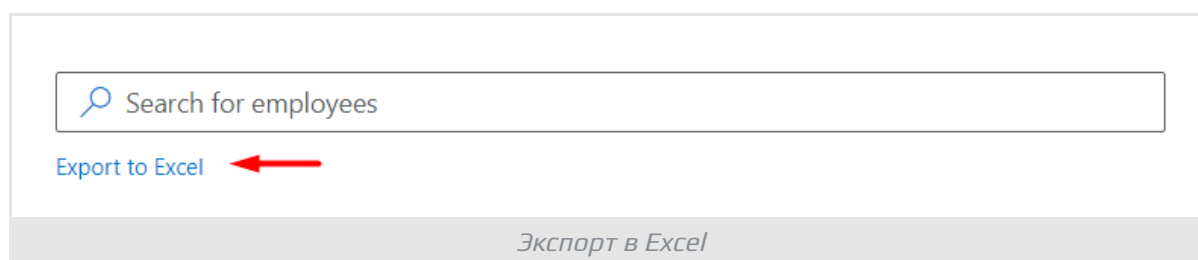 Search for employees
Export to Excel
Экспорт в Excel